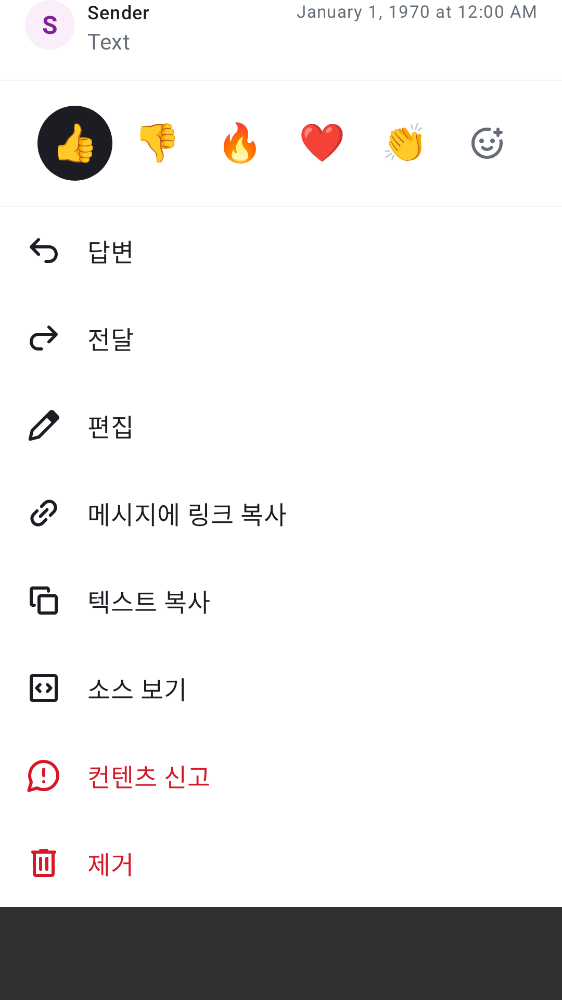 S
Sender
January 1, 1970 at 12:00 AM
Text
답변
전달
편집
메시지에 링크 복사
텍스트 복사
소스 보기
컨텐츠 신고
제거